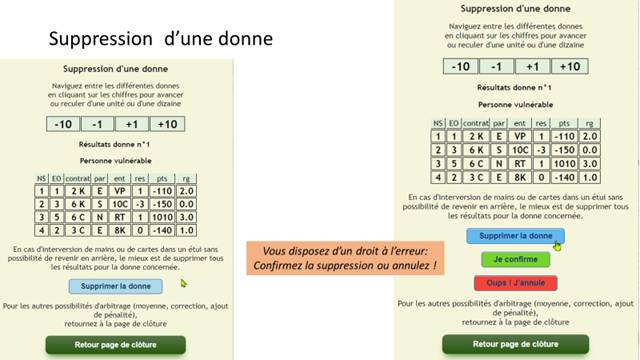 Suppression d'une donne
Suppression d'une donne
Naviguez entre les différentes donnes
en cliquant sur les chiffres pour avancer
ou reculer d'une unité ou d'une dizaine
-10 -1 +1 +10
Résultats donne n°1
Personne vulnérable
NS EO contrat par ent res pts rg
1 1 2 K E VP 1 -110 2.0
2 3 6 K S 10C -3 -150 0.0
3 5 6 C N RT 1 1010 3.0
4 2 3 E 8K 0 -140 1.0
En cas d'interversion de mains ou de cartes dans un étui sans
possibilité de revenir en arrière, le mieux est de supprimer tous
les résultats pour la donne concernée.
Supprimer la donne
Pour les autres possibilités d'arbitrage (moyenne, correction, ajout
de pénalité),
retournez à la page de clôture
Retour page de clôture
Vous disposez d'un droit à l'erreur:
Confirmez la suppression ou annulez !
Suppression d'une donne
Naviguez entre les différentes donnes
en cliquant sur les chiffres pour avancer
ou reculer d'une unité ou d'une dizaine
-10 -1 +1 +10
Résultats donne n°1
Personne vulnérable
NS EO contrat par ent res pts rg
1 1 2 K E VP 1 -110 2.0
2 3 6 K S 10C -3 -150 0.0
3 5 6 C N RT 1 1010 3.0
4 2 3 E 8K 0 -140 1.0
En cas d'interversion de mains ou de cartes dans un étui sans
possibilité de revenir en arrière, le mieux est de supprimer tous
les résultats pour la donne concernée.
Supprimer la donne
Je confirme
Oups ! J'annule
Pour les autres possibilités d'arbitrage (moyenne, correction, ajout
de pénalité),
retournez à la page de clôture
Retour page de clôture